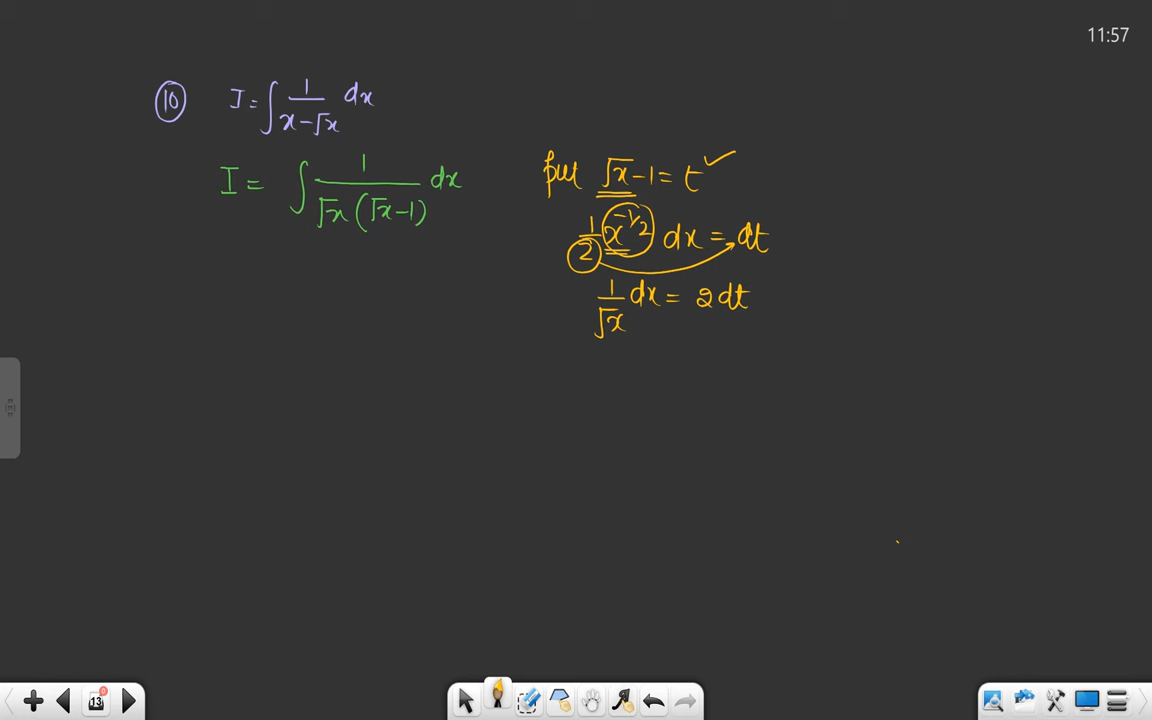 11:57
⑩ I = ∫ 1/(x-√x) dx
I = ∫ 1/(√x(√x-1)) dx
put √x-1 = t ✓
1/2 x^(-1/2) dx = dt
1/√x dx = 2dt
13
0